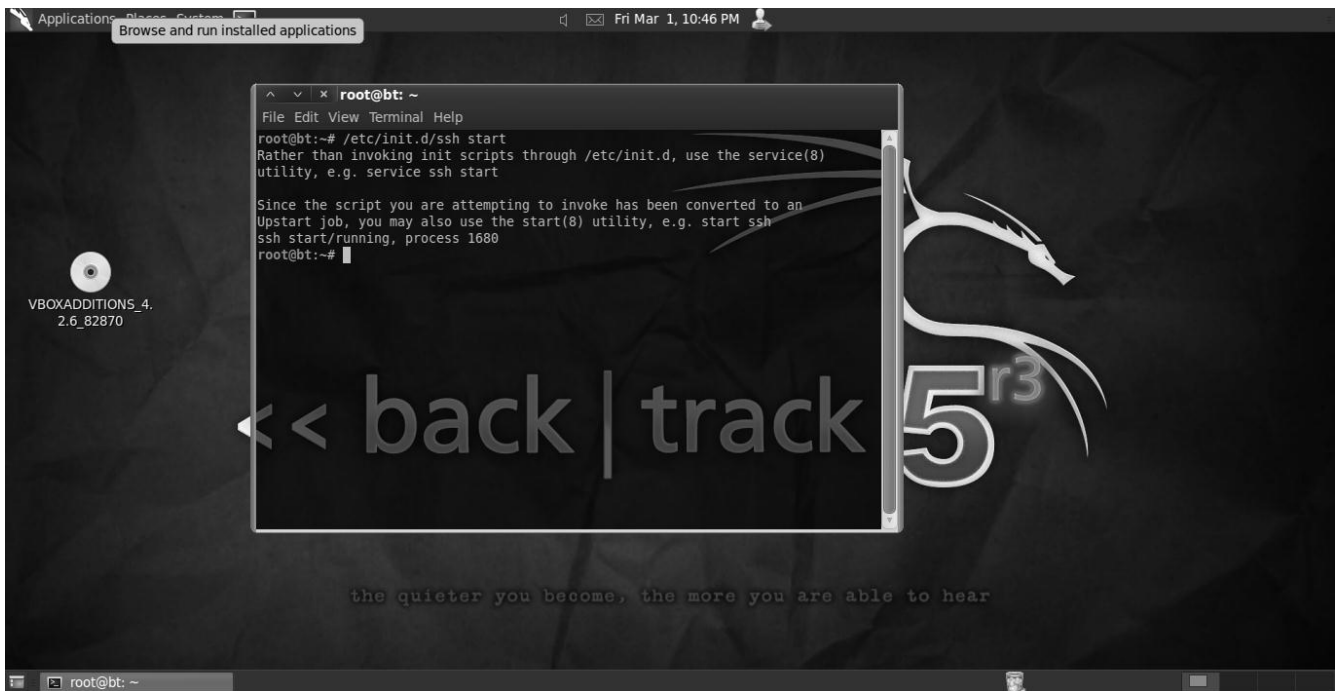 Applications Places System
Fri Mar 1, 10:46 PM
Browse and run installed applications
root@bt: ~
File Edit View Terminal Help
root@bt:~# /etc/init.d/ssh start
Rather than invoking init scripts through /etc/init.d, use the service(8)
utility, e.g. service ssh start
Since the script you are attempting to invoke has been converted to an
Upstart job, you may also use the start(8) utility, e.g. start ssh
ssh start/running, process 1680
root@bt:~#
VBOXADDITIONS_4.
2.6_82870
<< back | track 5 r3
the quieter you become, the more you are able to hear
root@bt: ~